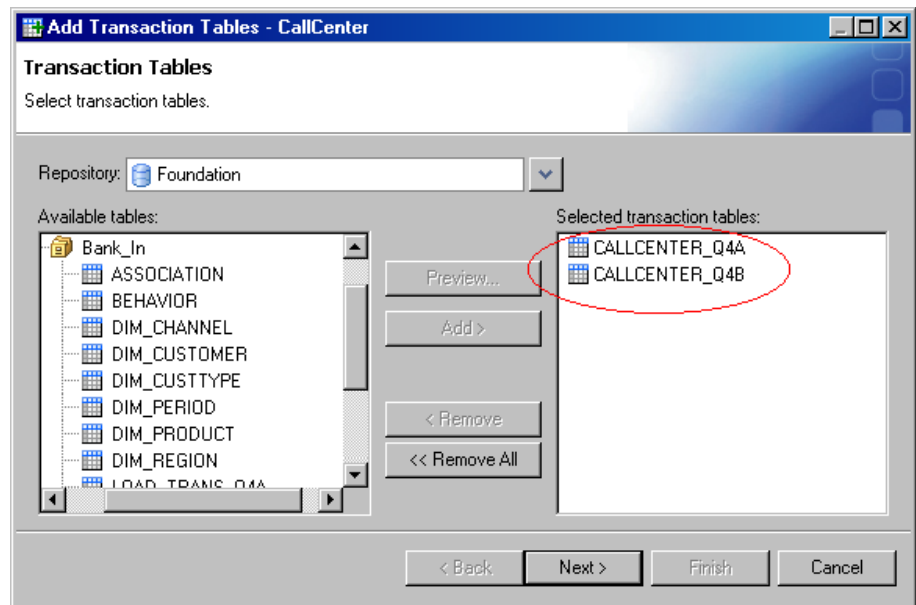 Add Transaction Tables - CallCenter
Transaction Tables
Select transaction tables.
Repository: Foundation
Available tables:
Bank_In
ASSOCIATION
BEHAVIOR
DIM_CHANNEL
DIM_CUSTOMER
DIM_CUSTTYPE
DIM_PERIOD
DIM_PRODUCT
DIM_REGION
LOAD_TRANS_Q4A
Preview...
Add >
< Remove
<< Remove All
Selected transaction tables:
CALLCENTER_Q4A
CALLCENTER_Q4B
< Back
Next >
Finish
Cancel